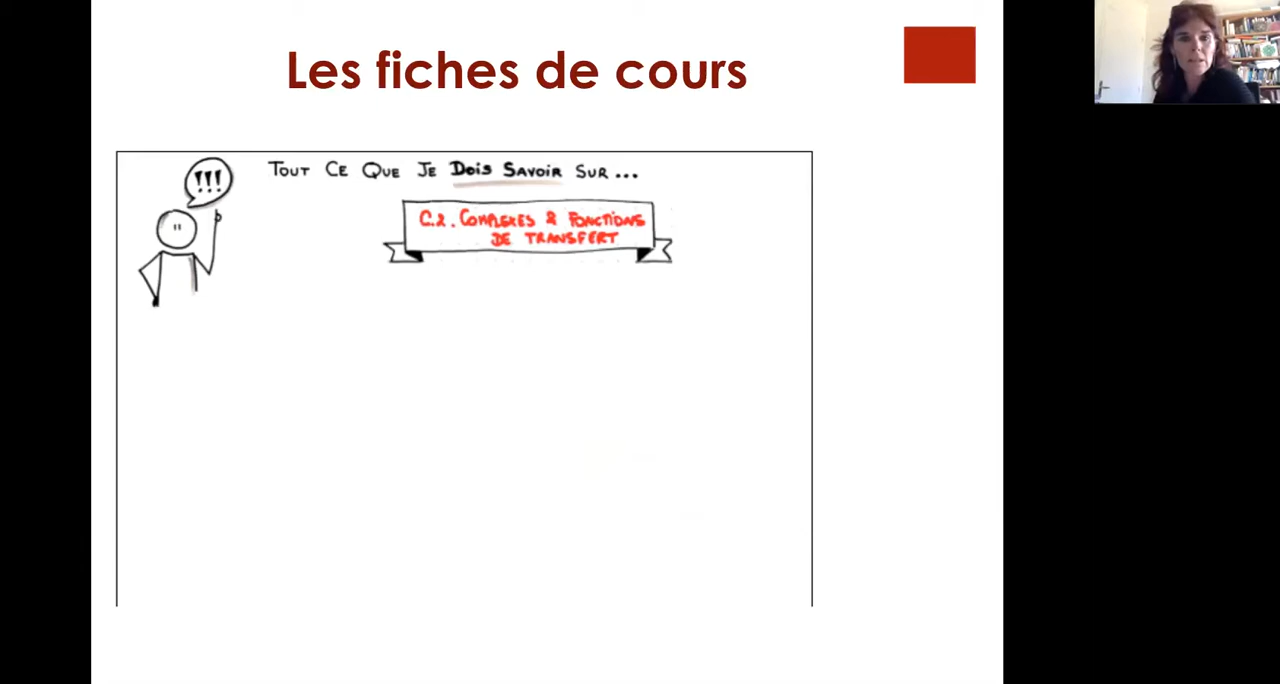 Les fiches de cours
!!!
TOUT CE QUE JE DOIS SAVOIR SUR...
C.2. COMPLEXES & FONCTIONS
DE TRANSFERT